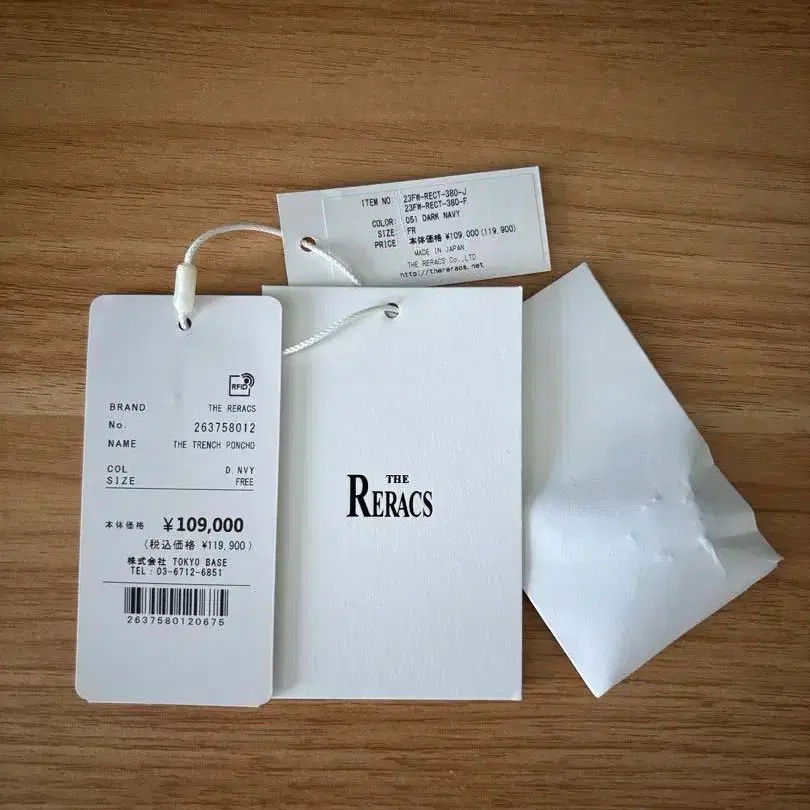 ITEM NO: 23FW-RECT-380-J
23FW-RECT-380-F
COLOR: 051 DARK NAVY
SIZE: FR
PRICE 本体価格 ¥109,000(119,900)
MADE IN JAPAN
THE RERACS Co.,LTD
http://thereracs.net
RFID
BRAND THE RERACS
No. 263758012
NAME THE TRENCH PONCHO
COL D.NVY
SIZE FREE
本体価格 ¥109,000
(税込価格 ¥119,900)
株式会社 TOKYO BASE
TEL:03-6712-6851
2637580120675
THE
RERACS